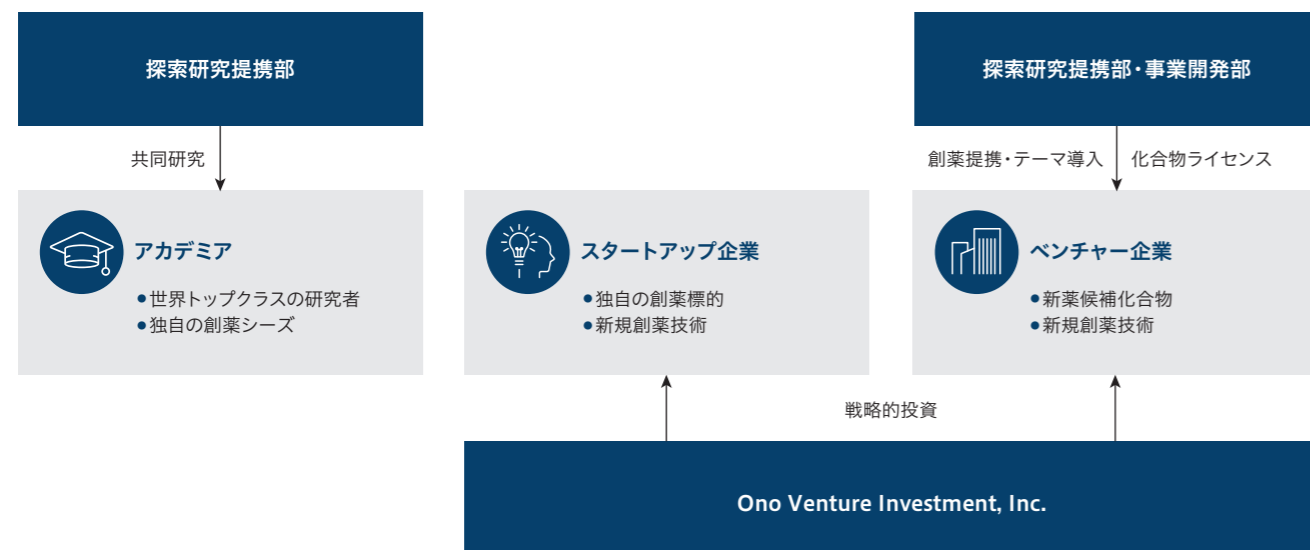 探索研究提携部
探索研究提携部・事業開発部
共同研究
創薬提携・テーマ導入
化合物ライセンス
アカデミア
●世界トップクラスの研究者
●独自の創薬シーズ
スタートアップ企業
●独自の創薬標的
●新規創薬技術
ベンチャー企業
●新薬候補化合物
●新規創薬技術
戦略的投資
Ono Venture Investment, Inc.